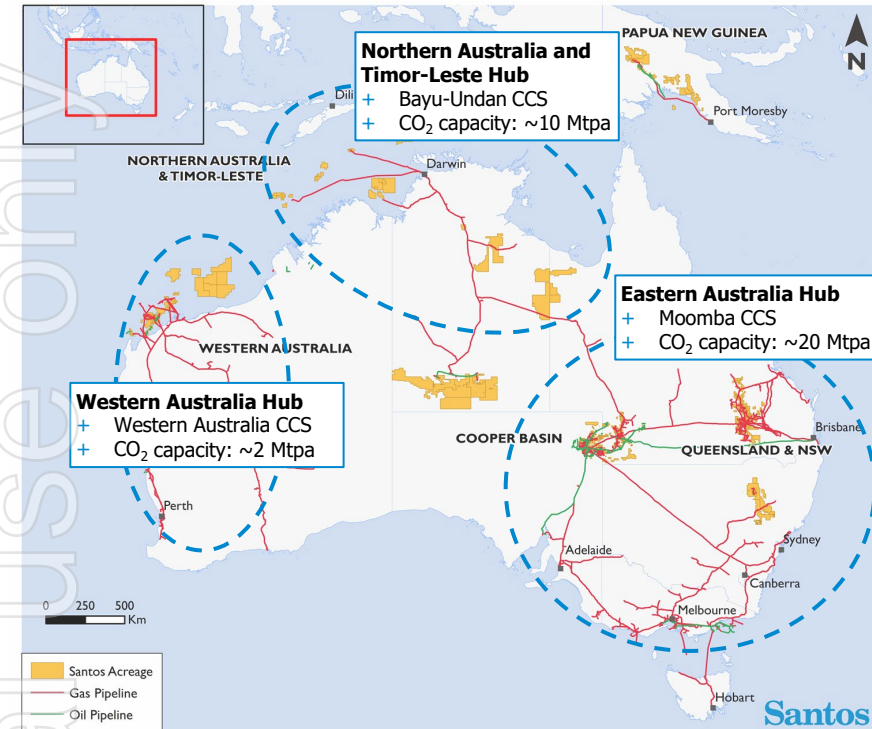 PAPUA NEW GUINEA
N
Northern Australia and
Timor-Leste Hub
+ Bayu-Undan CCS
+ CO₂ capacity: ~10 Mtpa
Dili
Port Moresby
NORTHERN AUSTRALIA
& TIMOR-LESTE
Darwin
Eastern Australia Hub
+ Moomba CCS
+ CO₂ capacity: ~20 Mtpa
WESTERN AUSTRALIA
Western Australia Hub
+ Western Australia CCS
+ CO₂ capacity: ~2 Mtpa
COOPER BASIN
Brisbane
QUEENSLAND & NSW
Perth
Sydney
Adelaide
Canberra
Melbourne
0 250 500
Km
Hobart
Santos Acreage
Gas Pipeline
Oil Pipeline
Santos
use only